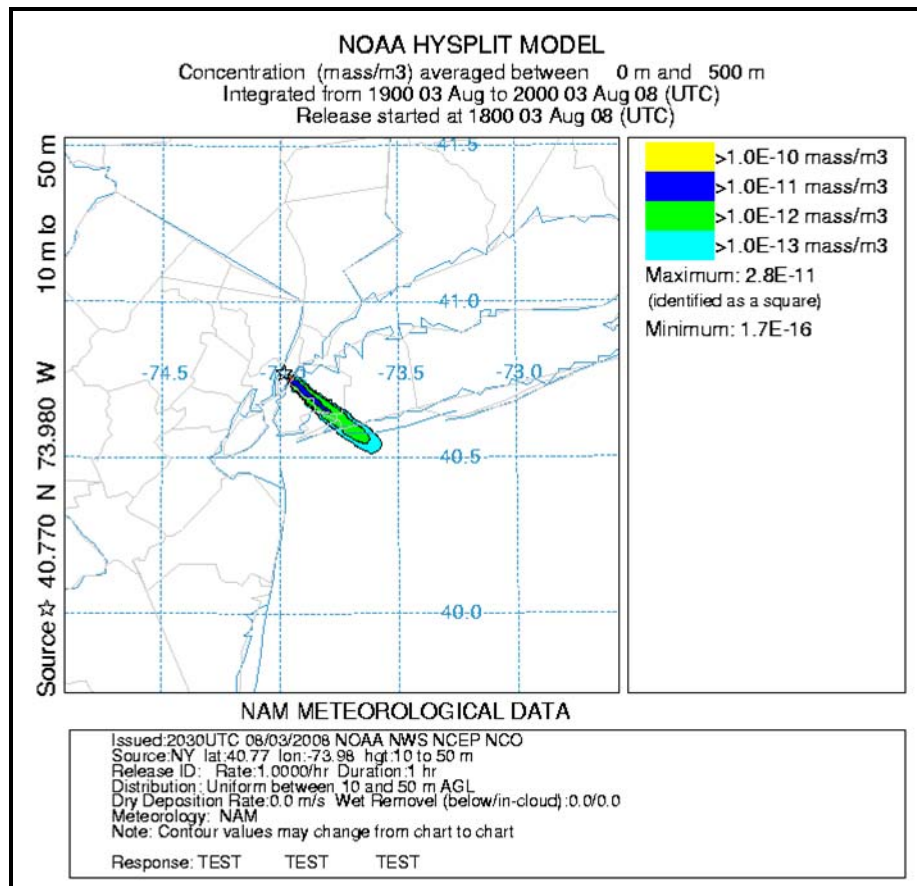 NOAA HYSPLIT MODEL
Concentration (mass/m3) averaged between 0 m and 500 m
Integrated from 1900 03 Aug to 2000 03 Aug 08 (UTC)
Release started at 1800 03 Aug 08 (UTC)
Source ☆ 40.770 N 73.980 W 10 m to 50 m
41.5
41.0
-74.5
-73.5
-73.0
40.5
40.0
>1.0E-10 mass/m3
>1.0E-11 mass/m3
>1.0E-12 mass/m3
>1.0E-13 mass/m3
Maximum: 2.8E-11
(identified as a square)
Minimum: 1.7E-16
NAM METEOROLOGICAL DATA
Issued:2030UTC 08/03/2008 NOAA NWS NCEP NCO
Source:NY lat:40.77 lon:-73.98 hgt:10 to 50 m
Release ID: Rate:1.0000/hr Duration:1 hr
Distribution: Uniform between 10 and 50 m AGL
Dry Deposition Rate:0.0 m/s Wet Removel (below/in-cloud):0.0/0.0
Meteorology: NAM
Note: Contour values may change from chart to chart
Response: TEST TEST TEST